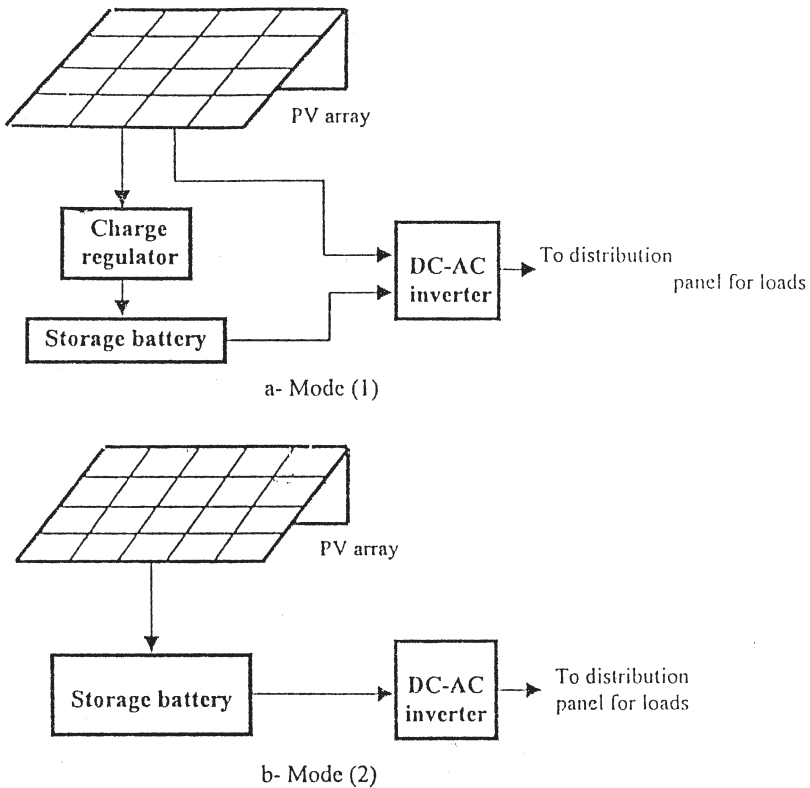 PV array
Charge
regulator
DC-AC
inverter
To distribution
panel for loads
Storage battery
a- Mode (1)
PV array
Storage battery
DC-AC
inverter
To distribution
panel for loads
b- Mode (2)